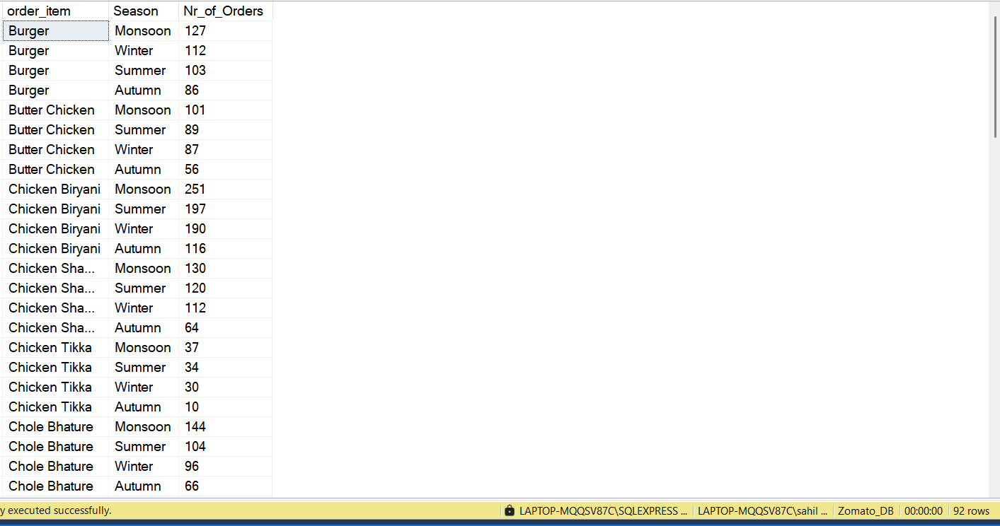 order_item Season Nr_of_Orders
Burger Monsoon 127
Burger Winter 112
Burger Summer 103
Burger Autumn 86
Butter Chicken Monsoon 101
Butter Chicken Summer 89
Butter Chicken Winter 87
Butter Chicken Autumn 56
Chicken Biryani Monsoon 251
Chicken Biryani Summer 197
Chicken Biryani Winter 190
Chicken Biryani Autumn 116
Chicken Sha... Monsoon 130
Chicken Sha... Summer 120
Chicken Sha... Winter 112
Chicken Sha... Autumn 64
Chicken Tikka Monsoon 37
Chicken Tikka Summer 34
Chicken Tikka Winter 30
Chicken Tikka Autumn 10
Chole Bhature Monsoon 144
Chole Bhature Summer 104
Chole Bhature Winter 96
Chole Bhature Autumn 66
y executed successfully. LAPTOP-MQQSV87C\SQLEXPRESS ... LAPTOP-MQQSV87C\sahil ... Zomato_DB 00:00:00 92 rows